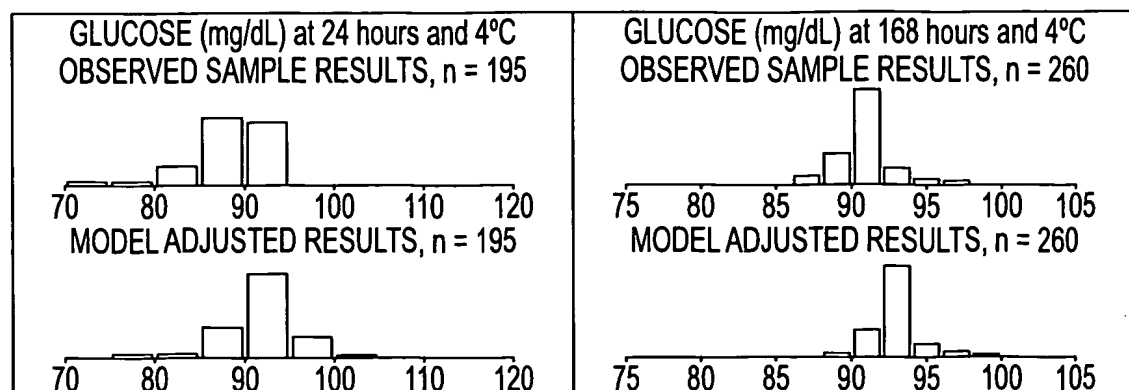 GLUCOSE (mg/dL) at 24 hours and 4ºC
OBSERVED SAMPLE RESULTS, n = 195
70 80 90 100 110 120
MODEL ADJUSTED RESULTS, n = 195
70 80 90 100 110 120
GLUCOSE (mg/dL) at 168 hours and 4ºC
OBSERVED SAMPLE RESULTS, n = 260
75 80 85 90 95 100 105
MODEL ADJUSTED RESULTS, n = 260
75 80 85 90 95 100 105